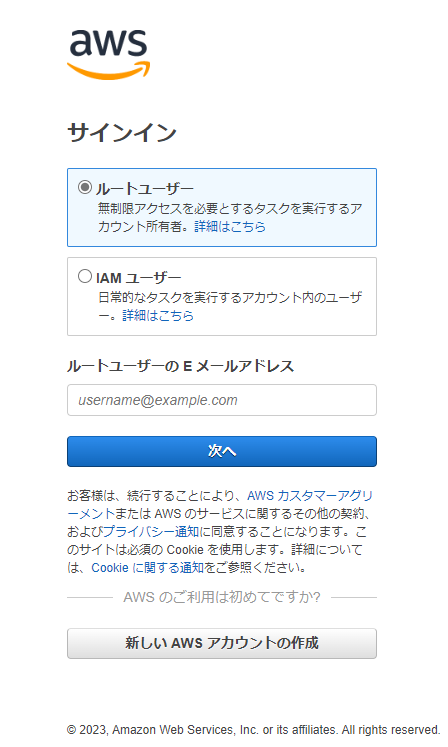 aws
サインイン
ルートユーザー
無制限アクセスを必要とするタスクを実行するア
カウント所有者。詳細はこちら
IAM ユーザー
日常的なタスクを実行するアカウント内のユーザ
ー。詳細はこちら
ルートユーザーの E メールアドレス
username@example.com
次へ
お客様は、続行することにより、AWS カスタマーアグリ
ーメントまたは AWS のサービスに関するその他の契約、
およびプライバシー通知に同意することになります。こ
のサイトは必須の Cookie を使用します。詳細について
は、Cookie に関する通知をご参照ください。
AWS のご利用は初めてですか?
新しい AWS アカウントの作成
© 2023, Amazon Web Services, Inc. or its affiliates. All rights reserved.